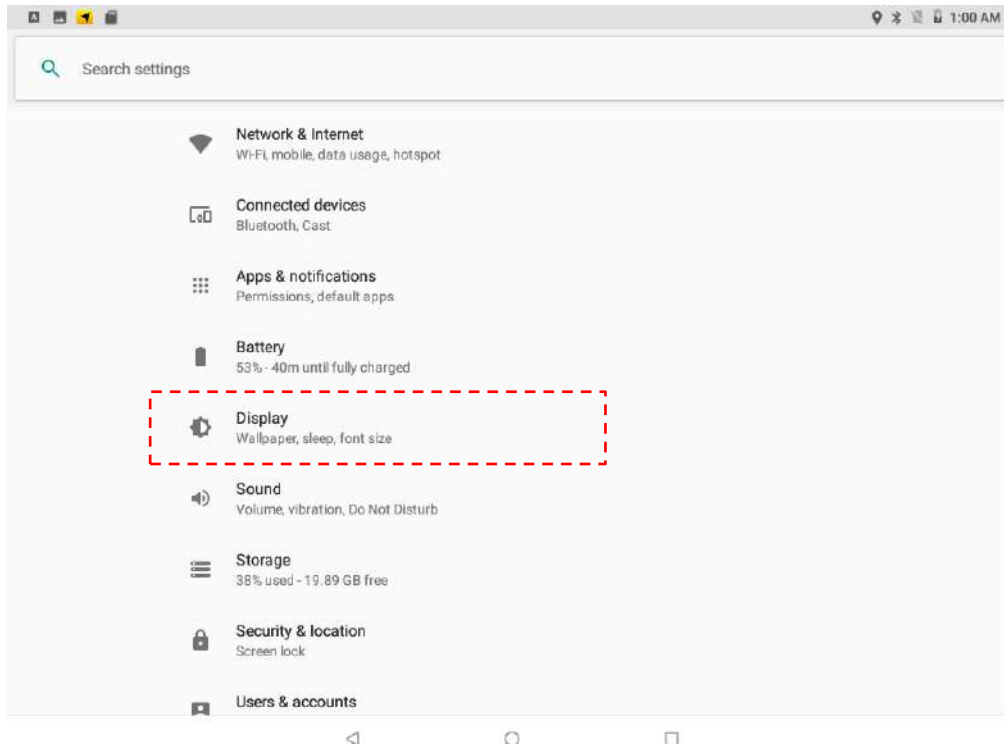 1:00 AM
Search settings
Network & Internet
Wi-Fi, mobile, data usage, hotspot
Connected devices
Bluetooth, Cast
Apps & notifications
Permissions, default apps
Battery
53% - 40m until fully charged
Display
Wallpaper, sleep, font size
Sound
Volume, vibration, Do Not Disturb
Storage
38% used - 19.89 GB free
Security & location
Screen lock
Users & accounts